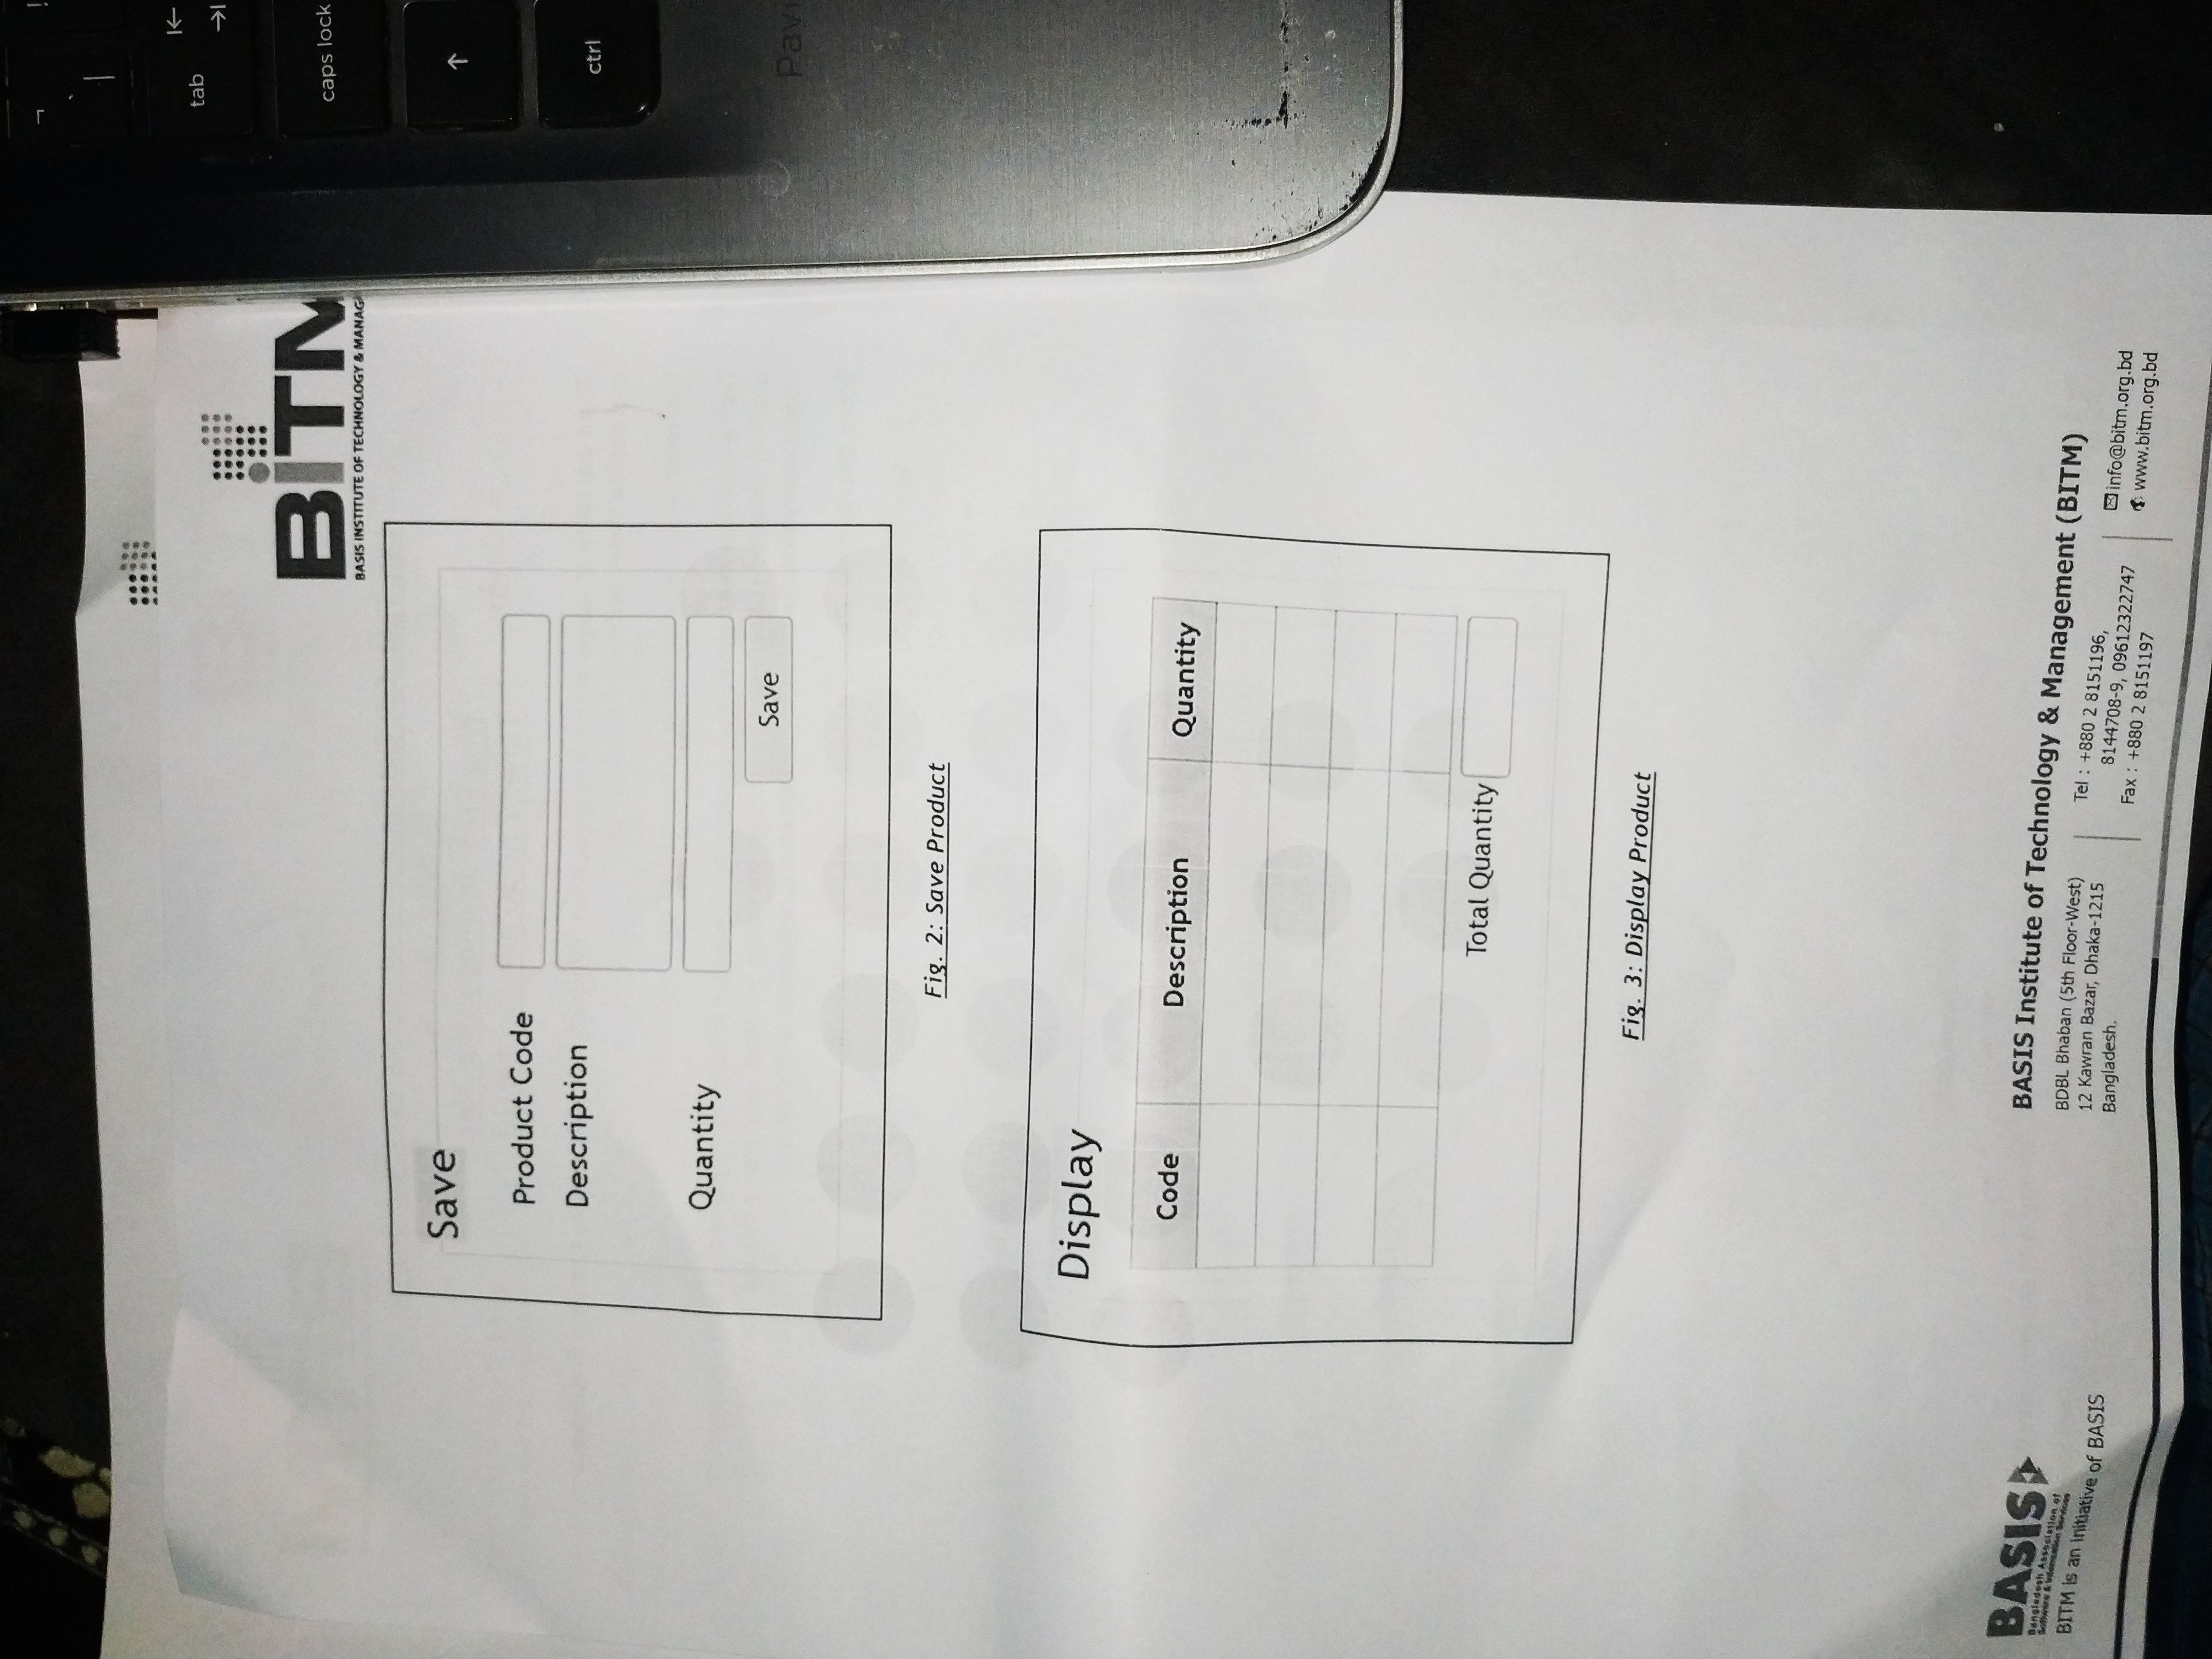 BiTM
BASIS INSTITUTE OF TECHNOLOGY & MANAG
Save
Product Code
Description
Quantity
Save
Fig. 2: Save Product
Display
Code Description Quantity
Total Quantity
Fig. 3: Display Product
BASIS
Bangladesh Association of
Software & Information Services
BITM is an initiative of BASIS
BASIS Institute of Technology & Management (BITM)
BDBL Bhaban (5th Floor-West)
12 Kawran Bazar, Dhaka-1215
Bangladesh.
Tel : +880 2 8151196,
8144708-9, 09612322747
Fax : +880 2 8151197
info@bitm.org.bd
www.bitm.org.bd
tab
caps lock
ctrl
Pavi